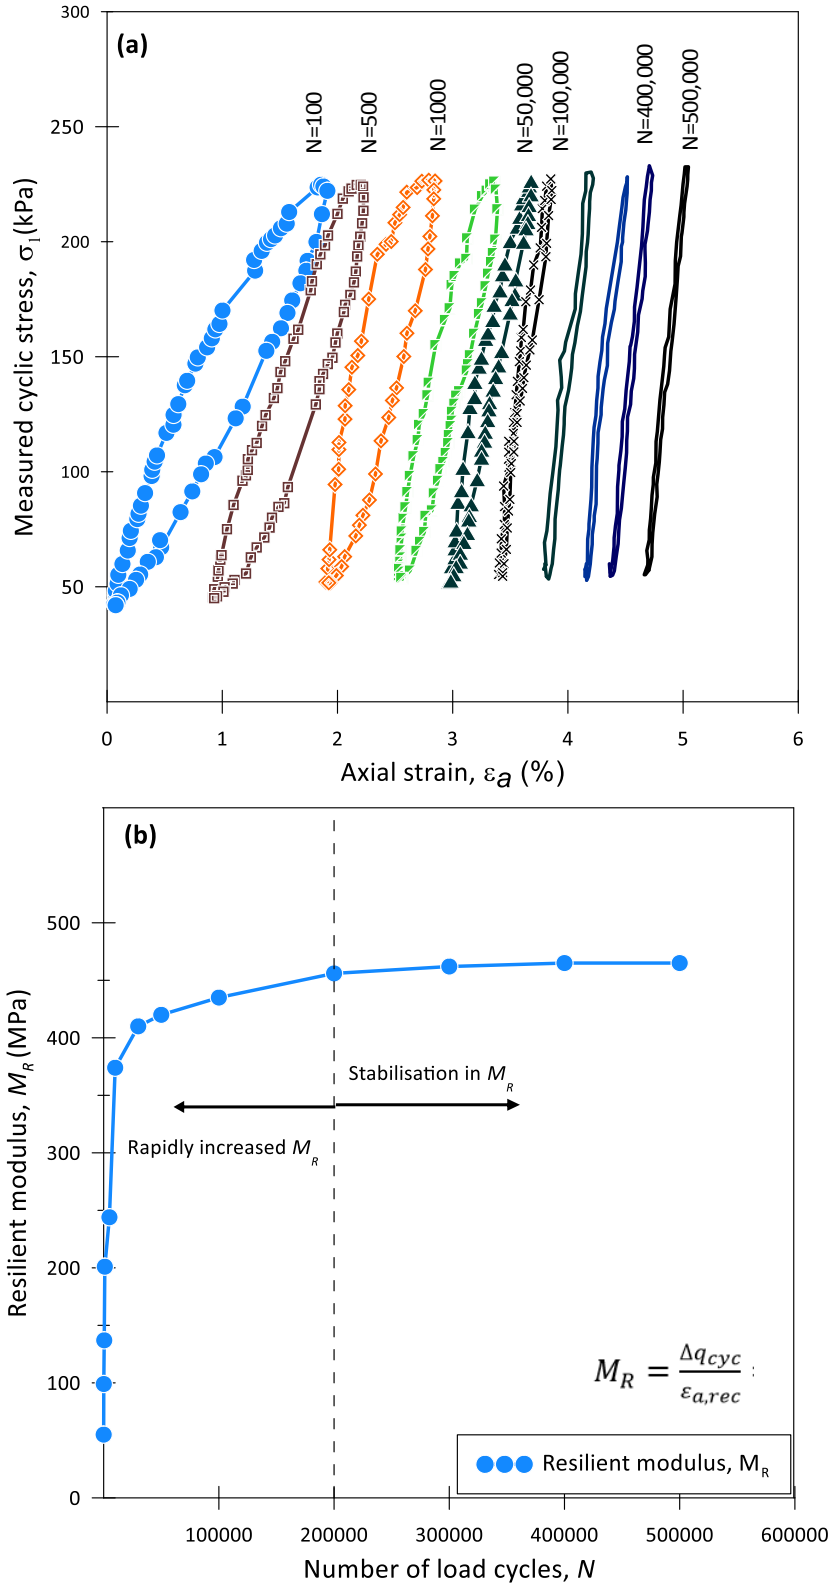 (a)
300
250
200
150
100
50
Measured cyclic stress, σ1(kPa)
N=100
N=500
N=1000
N=50,000
N=100,000
N=400,000
N=500,000
0 1 2 3 4 5 6
Axial strain, εa (%)
(b)
500
400
300
200
100
0
Resilient modulus, MR (MPa)
Stabilisation in MR
Rapidly increased MR
MR = Δqcyc / εa,rec :
Resilient modulus, MR
100000 200000 300000 400000 500000 600000
Number of load cycles, N